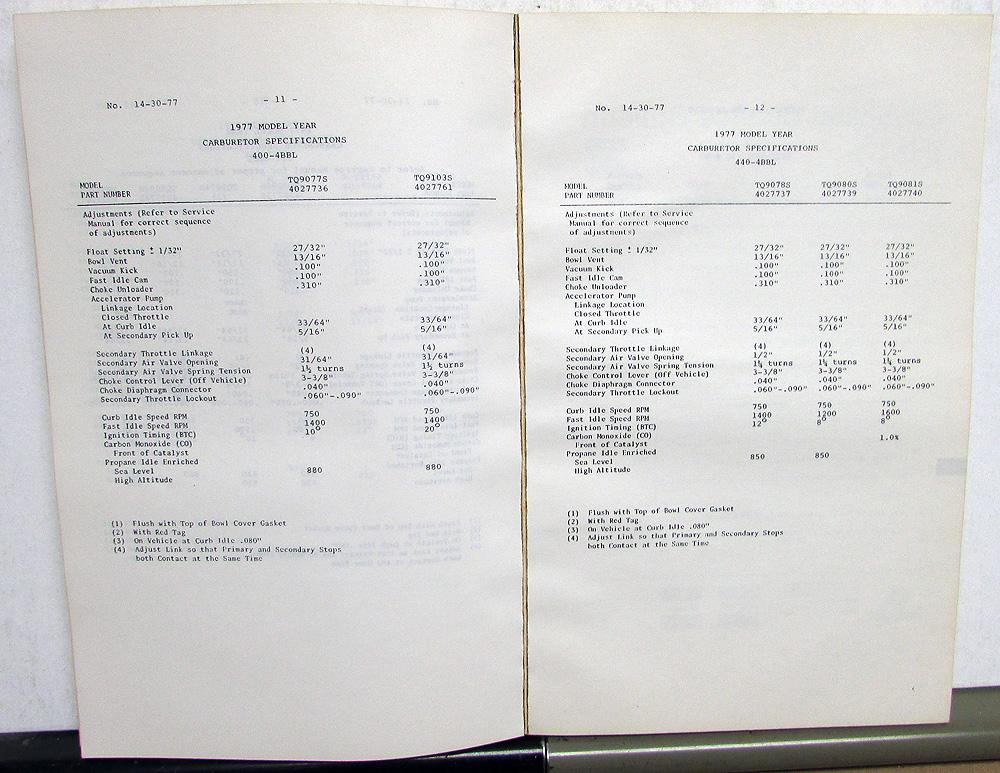 No. 14-30-77 - 11 -
1977 MODEL YEAR
CARBURETOR SPECIFICATIONS
400-4BBL
MODEL TQ9077S TQ9103S
PART NUMBER 4027736 4027761
Adjustments (Refer to Service
Manual for correct sequence
of adjustments)
Float Setting ± 1/32" 27/32" 27/32"
Bowl Vent 13/16" 13/16"
Vacuum Kick .100" .100"
Fast Idle Cam .100" .100"
Choke Unloader .310" .310"
Accelerator Pump
Linkage Location
Closed Throttle
At Curb Idle 33/64" 33/64"
At Secondary Pick Up 5/16" 5/16"
Secondary Throttle Linkage (4) (4)
Secondary Air Valve Opening 31/64" 31/64"
Secondary Air Valve Spring Tension 1½ turns 1½ turns
Choke Control Lever (Off Vehicle) 3-3/8" 3-3/8"
Choke Diaphragm Connector .040" .040"
Secondary Throttle Lockout .060"-.090" .060"-.090"
Curb Idle Speed RPM 750 750
Fast Idle Speed RPM 1400 1400
Ignition Timing (BTC) 10° 20°
Carbon Monoxide (CO)
Front of Catalyst
Propane Idle Enriched
Sea Level 880 880
High Altitude
(1) Flush with Top of Bowl Cover Gasket
(2) With Red Tag
(3) On Vehicle at Curb Idle .080"
(4) Adjust Link so that Primary and Secondary Stops
both Contact at the Same Time
No. 14-30-77 - 12 -
1977 MODEL YEAR
CARBURETOR SPECIFICATIONS
440-4BBL
MODEL TQ9078S TQ9080S TQ9081S
PART NUMBER 4027737 4027739 4027740
Adjustments (Refer to Service
Manual for correct sequence
of adjustments)
Float Setting ± 1/32" 27/32" 27/32" 27/32"
Bowl Vent 13/16" 13/16" 13/16"
Vacuum Kick .100" .100" .100"
Fast Idle Cam .100" .100" .100"
Choke Unloader .310" .310" .310"
Accelerator Pump
Linkage Location
Closed Throttle
At Curb Idle 33/64" 33/64" 33/64"
At Secondary Pick Up 5/16" 5/16" 5/16"
Secondary Throttle Linkage (4) (4) (4)
Secondary Air Valve Opening 1/2" 1/2" 1/2"
Secondary Air Valve Spring Tension 1¼ turns 1¼ turns 1¼ turns
Choke Control Lever (Off Vehicle) 3-3/8" 3-3/8" 3-3/8"
Choke Diaphragm Connector .040" .040" .040"
Secondary Throttle Lockout .060"-.090" .060"-.090" .060"-.090"
Curb Idle Speed RPM 750 750 750
Fast Idle Speed RPM 1400 1200 1600
Ignition Timing (BTC) 12° 8° 8°
Carbon Monoxide (CO) 1.0%
Front of Catalyst
Propane Idle Enriched 850 850
Sea Level
High Altitude
(1) Flush with Top of Bowl Cover Gasket
(2) With Red Tag
(3) On Vehicle at Curb Idle .080"
(4) Adjust Link so that Primary and Secondary Stops
both Contact at the Same Time